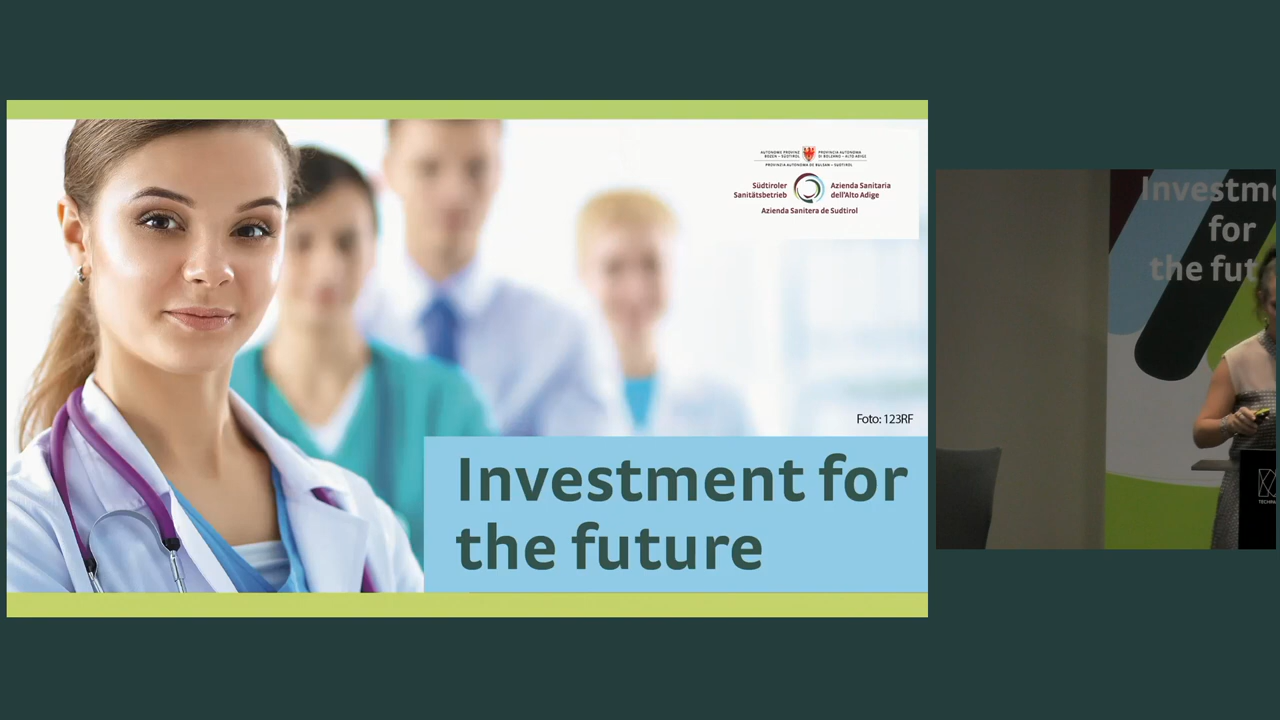 AUTONOME PROVINZ
BOZEN - SÜDTIROL
PROVINCIA AUTONOMA
DI BOLZANO - ALTO ADIGE
PROVINCIA AUTONOMA DE BULSAN - SÜDTIROL
Südtiroler
Sanitätsbetrieb
Azienda Sanitaria
dell'Alto Adige
Azienda Sanitera de Sudtirol
Foto: 123RF
Investment for
the future
Investme
for
the fut